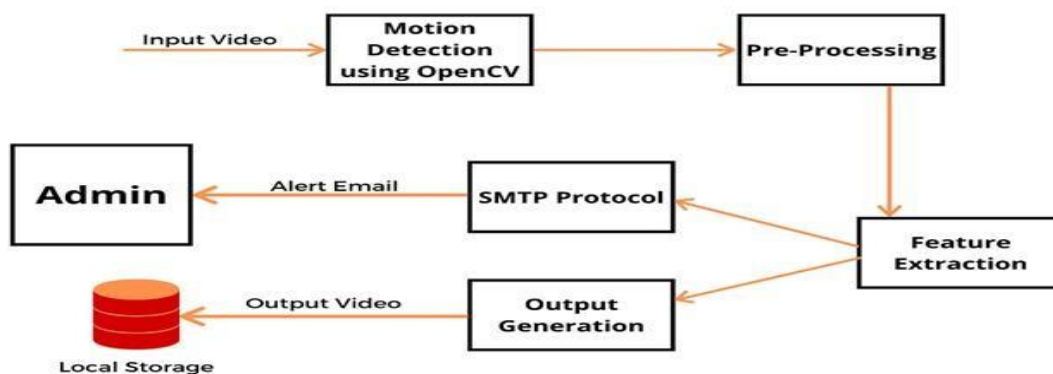 Input Video
Motion
Detection
using OpenCV
Pre-Processing
Admin
Alert Email
SMTP Protocol
Feature
Extraction
Output Video
Output
Generation
Local Storage